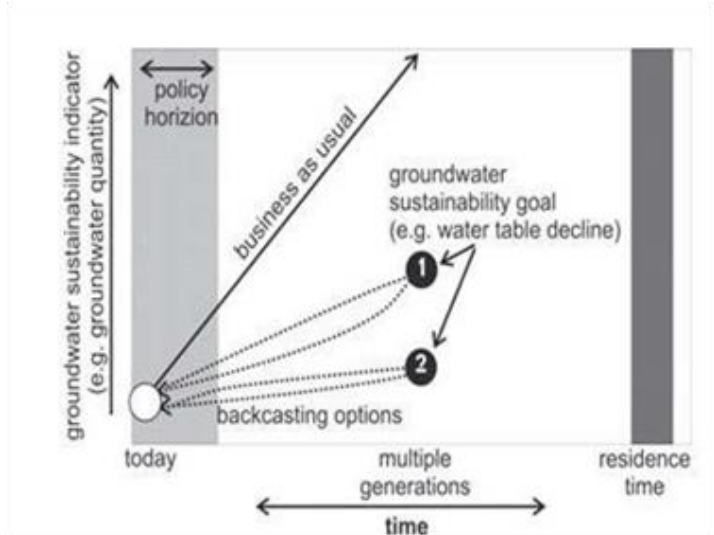 groundwater sustainability indicator
(e.g. groundwater quantity)
policy
horizion
business as usual
groundwater
sustainability goal
(e.g. water table decline)
1
2
backcasting options
today
multiple
generations
residence
time
time